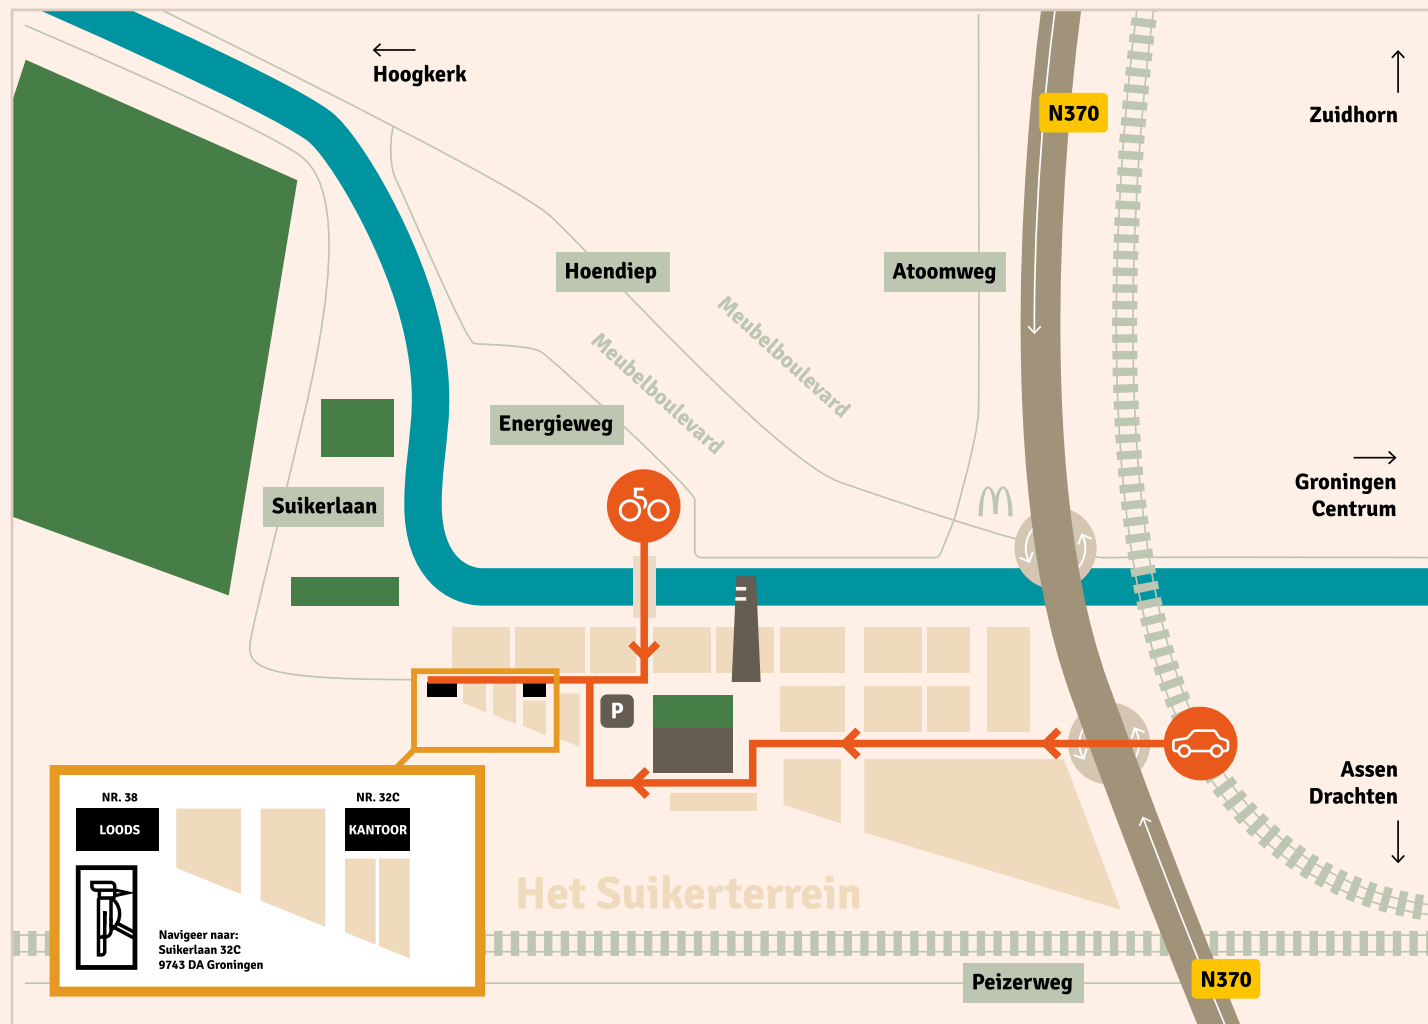 Hoogkerk
N370
Zuidhorn
Hoendiep
Atoomweg
Meubelboulevard
Meubelboulevard
Energieweg
Groningen
Centrum
Suikerlaan
P
Assen
Drachten
NR. 38
NR. 32C
LOODS
KANTOOR
Het Suikerterrein
Navigeer naar:
Suikerlaan 32C
9743 DA Groningen
Peizerweg
N370